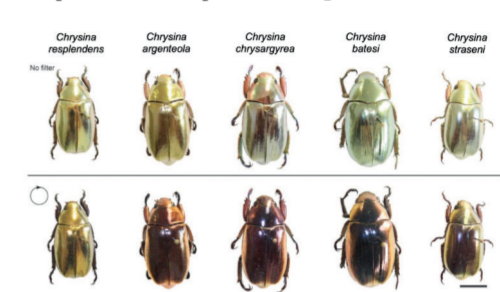 Chrysina
resplendens
Chrysina
argenteola
Chrysina
chrysargyrea
Chrysina
batesi
Chrysina
straseni
No filter